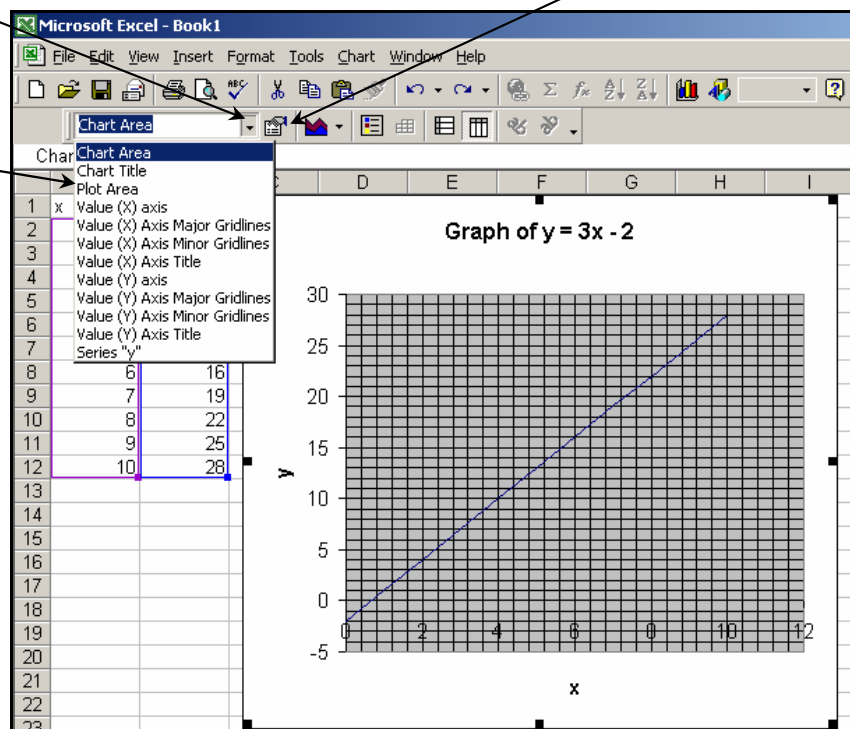 Microsoft Excel - Book1
File Edit View Insert Format Tools Chart Window Help
ABC Σ fx A Z Z A ?
Chart Area
Char
Chart Area
Chart Title
Plot Area
Value (X) axis
Value (X) Axis Major Gridlines
Value (X) Axis Minor Gridlines
Value (X) Axis Title
Value (Y) axis
Value (Y) Axis Major Gridlines
Value (Y) Axis Minor Gridlines
Value (Y) Axis Title
Series "y"
D E F G H I
1 x
2
3
4
5
6
7
8 6 16
9 7 19
10 8 22
11 9 25
12 10 28
13
14
15
16
17
18
19
20
21
22
23
Graph of y = 3x - 2
30
25
20
15
10
5
0
-5
y
0 2 4 6 8 10 12
x